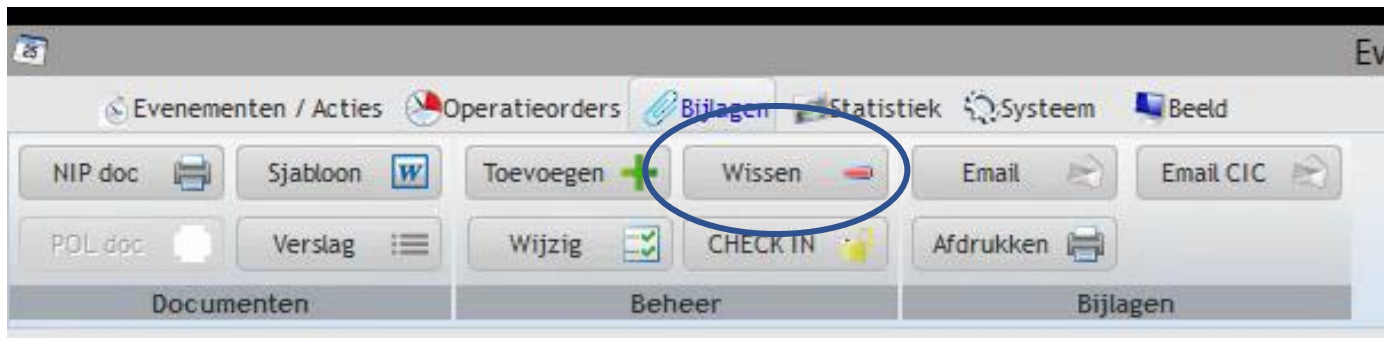 25
Ev
Evenementen / Acties Operatieorders Bijlagen Statistiek Systeem Beeld
NIP doc Sjabloon W Toevoegen Wissen Email Email CIC
POL doc Verslag Wijzig CHECK IN Afdrukken
Documenten Beheer Bijlagen